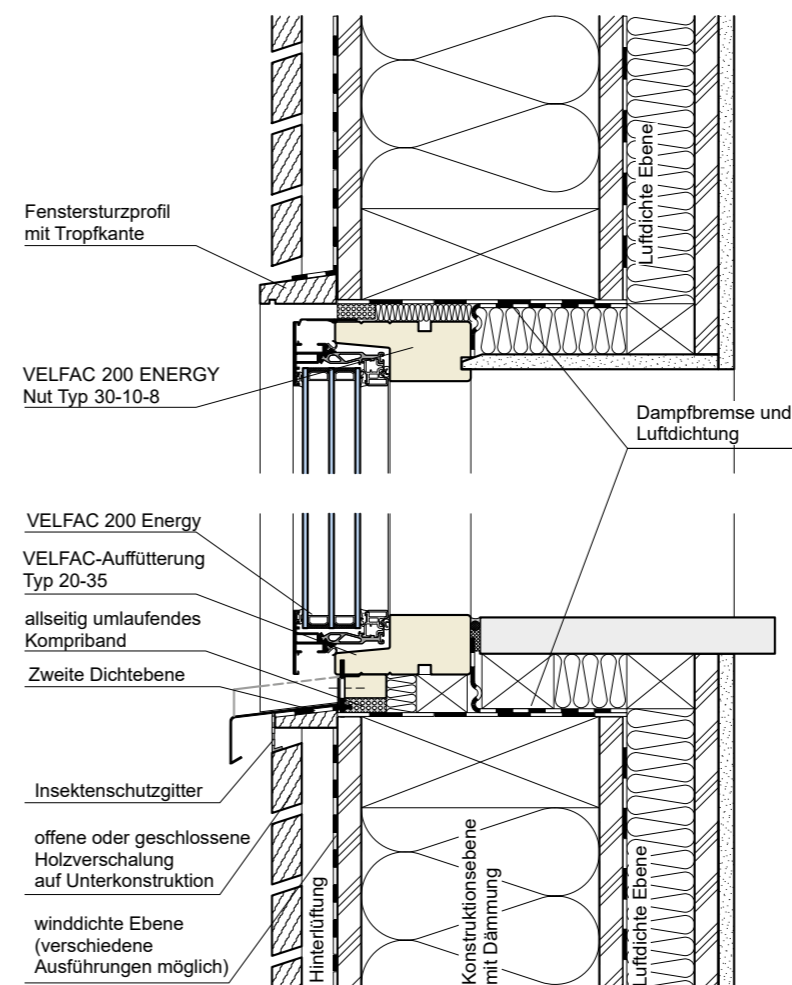 Luftdichte Ebene
Fenstersturzprofil
mit Tropfkante
VELFAC 200 ENERGY
Nut Typ 30-10-8
Dampfbremse und
Luftdichtung
VELFAC 200 Energy
VELFAC-Auffütterung
Typ 20-35
allseitig umlaufendes
Kompriband
Zweite Dichtebene
Insektenschutzgitter
offene oder geschlossene
Holzverschalung
auf Unterkonstruktion
winddichte Ebene
(verschiedene
Ausführungen möglich)
Hinterlüftung
Konstruktionsebene
mit Dämmung
Luftdichte Ebene